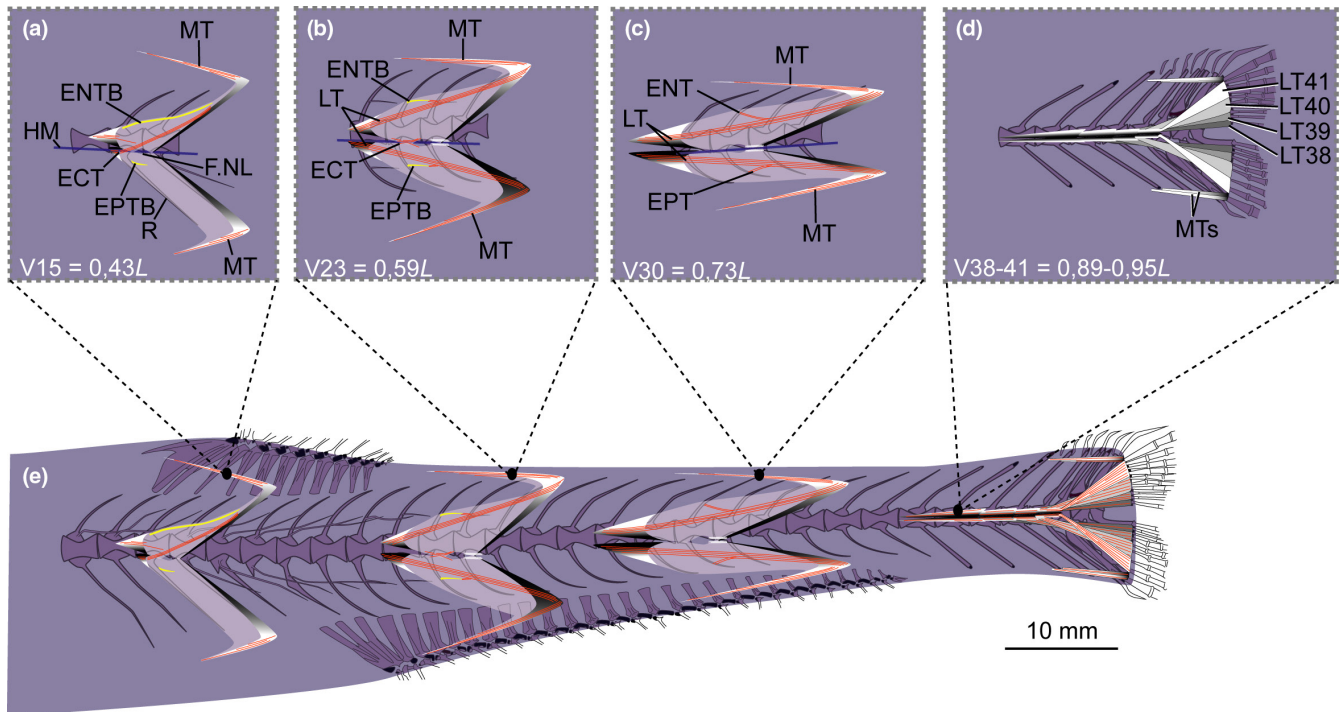 (a)
MT
ENTB
HM
ECT
F.NL
EPTB
R
MT
V15 = 0,43L
(b)
MT
ENTB
LT
ECT
EPTB
MT
V23 = 0,59L
(c)
MT
ENT
LT
EPT
MT
V30 = 0,73L
(d)
LT41
LT40
LT39
LT38
MTs
V38-41 = 0,89-0,95L
(e)
10 mm